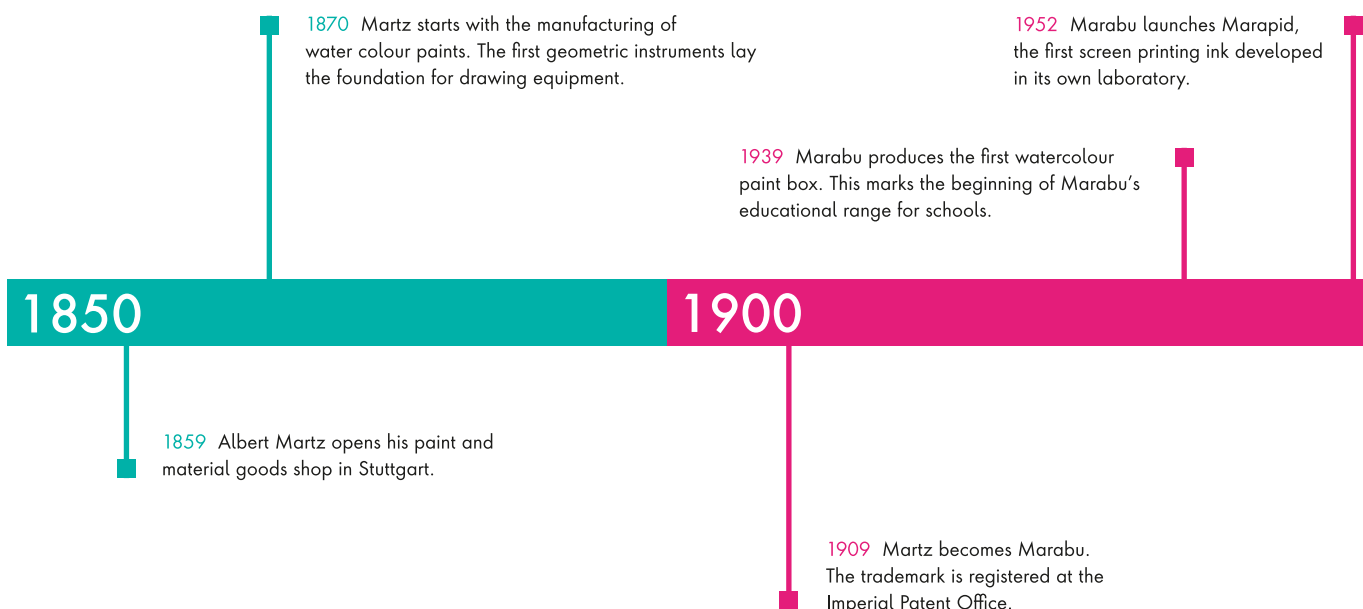 1870 Martz starts with the manufacturing of
water colour paints. The first geometric instruments lay
the foundation for drawing equipment.
1952 Marabu launches Marapid,
the first screen printing ink developed
in its own laboratory.
1939 Marabu produces the first watercolour
paint box. This marks the beginning of Marabu’s
educational range for schools.
1850
1900
1859 Albert Martz opens his paint and
material goods shop in Stuttgart.
1909 Martz becomes Marabu.
The trademark is registered at the
Imperial Patent Office.